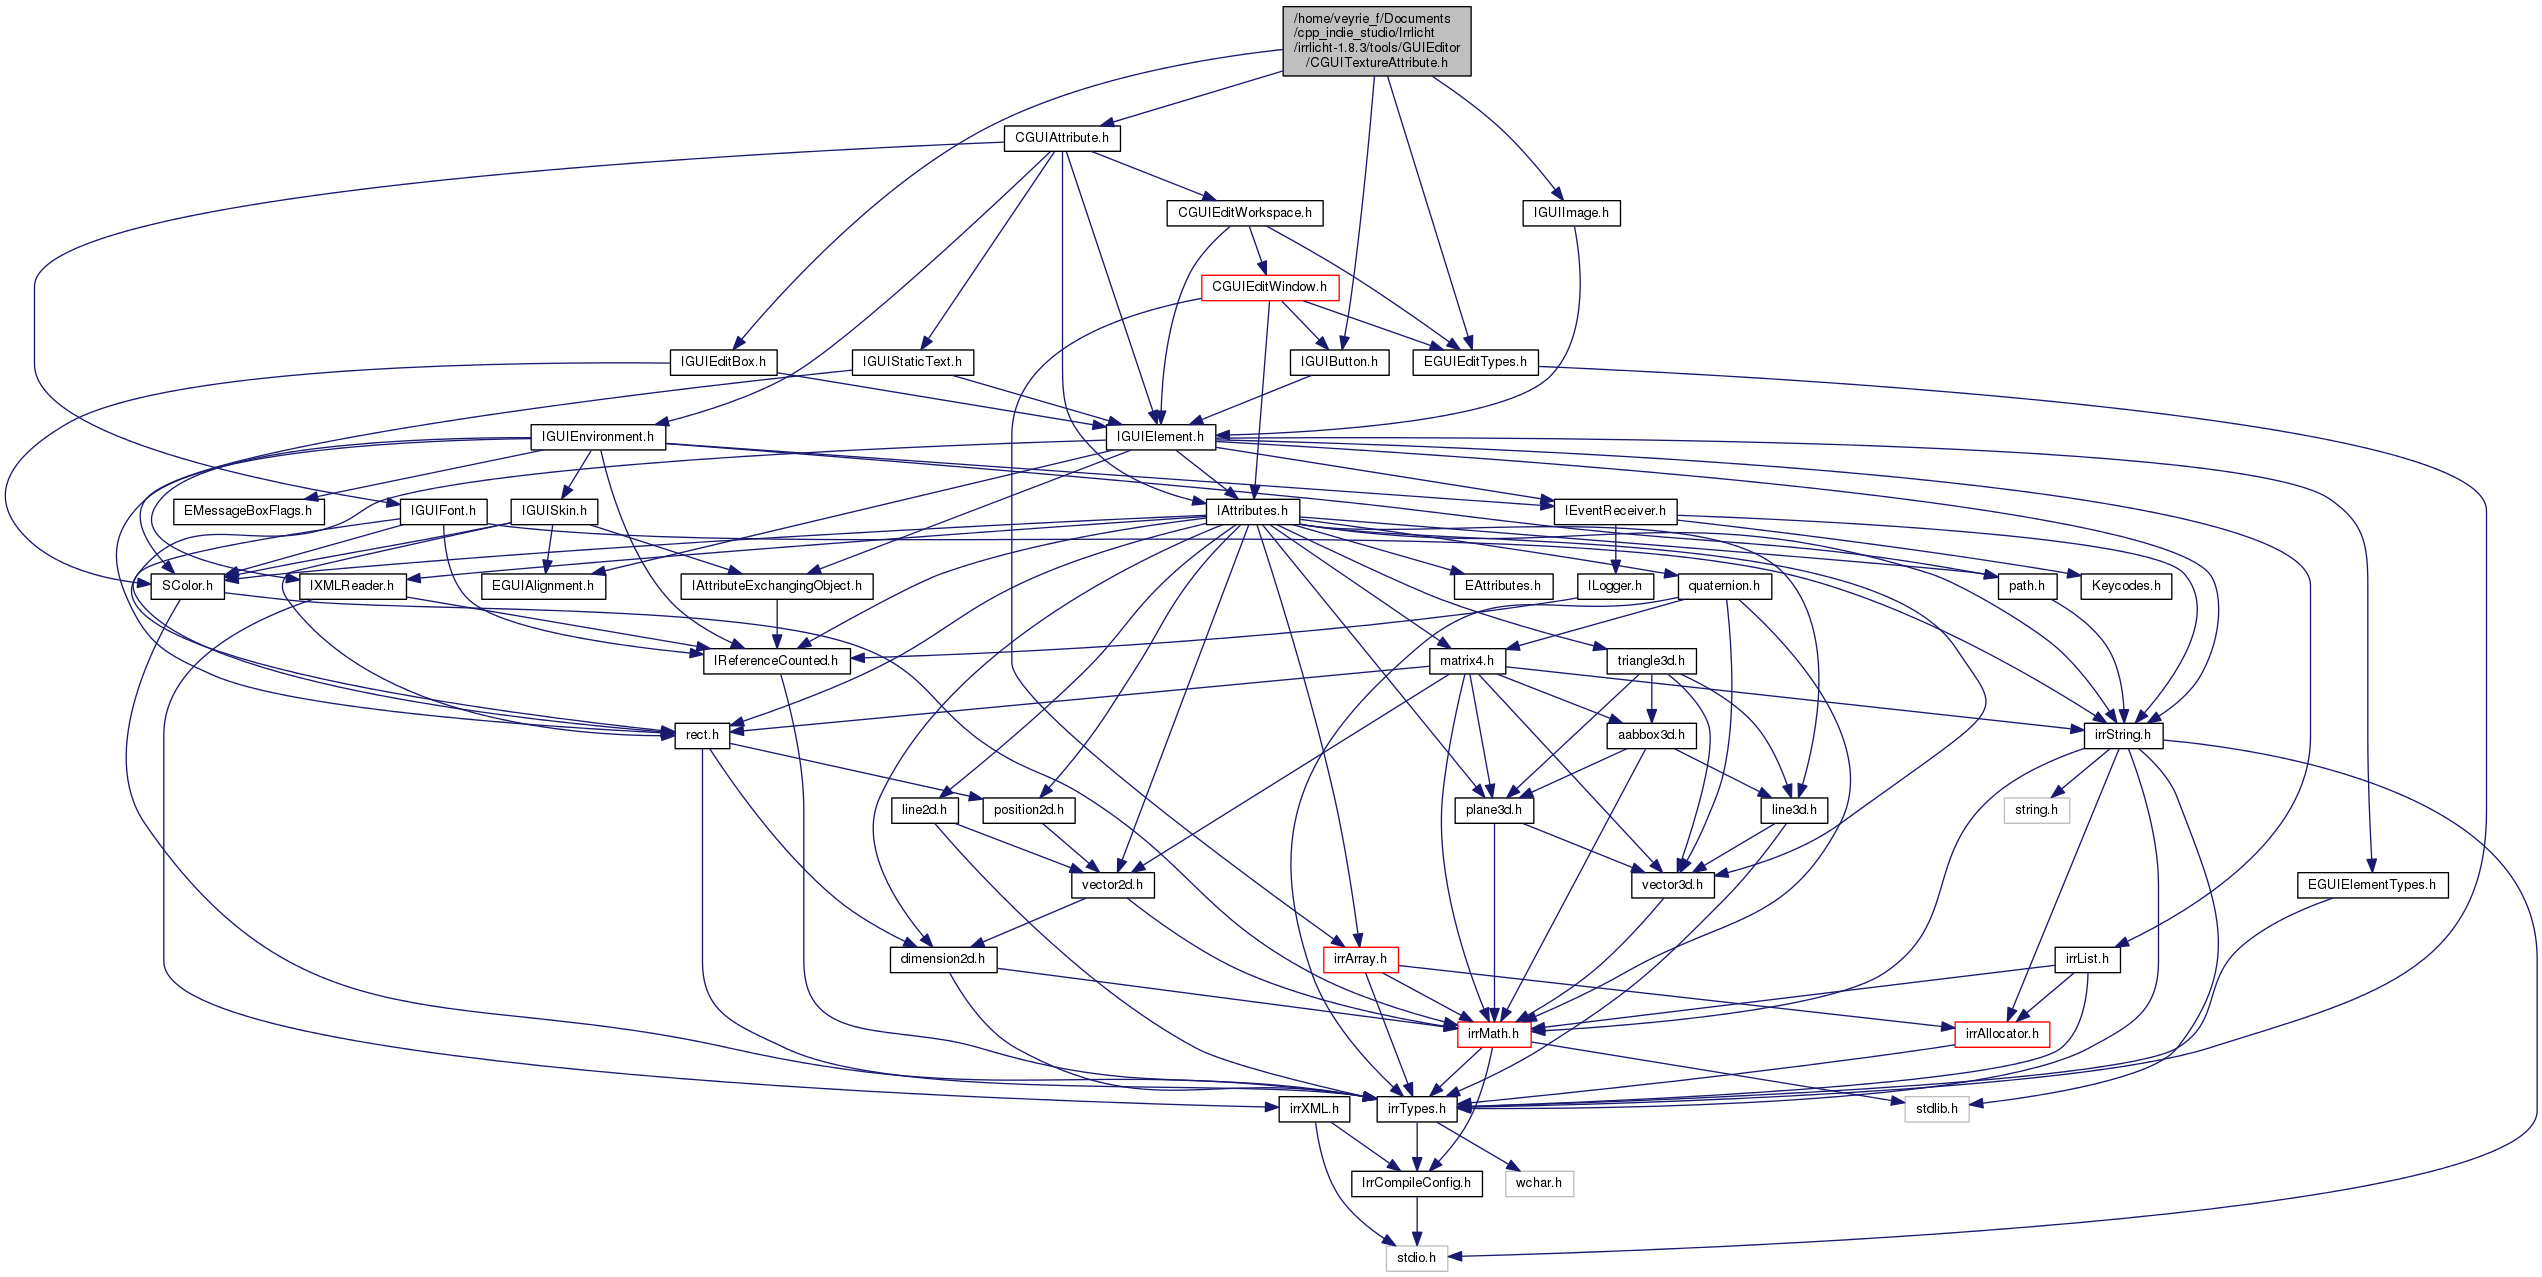 /home/veyrie_f/Documents
/cpp_indie_studio/Irrlicht
/irrlicht-1.8.3/tools/GUIEditor
/CGUITextureAttribute.h
CGUIAttribute.h
CGUIEditWorkspace.h
IGUIImage.h
CGUIEditWindow.h
IGUIEditBox.h
IGUIStaticText.h
IGUIButton.h
EGUIEditTypes.h
IGUIEnvironment.h
IGUIElement.h
EMessageBoxFlags.h
IGUIFont.h
IGUISkin.h
IAttributes.h
IEventReceiver.h
SColor.h
IXMLReader.h
EGUIAlignment.h
IAttributeExchangingObject.h
EAttributes.h
ILogger.h
quaternion.h
path.h
Keycodes.h
IReferenceCounted.h
matrix4.h
triangle3d.h
rect.h
aabbox3d.h
irrString.h
line2d.h
position2d.h
plane3d.h
line3d.h
string.h
vector2d.h
vector3d.h
EGUIElementTypes.h
dimension2d.h
irrArray.h
irrList.h
irrMath.h
irrAllocator.h
irrXML.h
irrTypes.h
stdlib.h
IrrCompileConfig.h
wchar.h
stdio.h